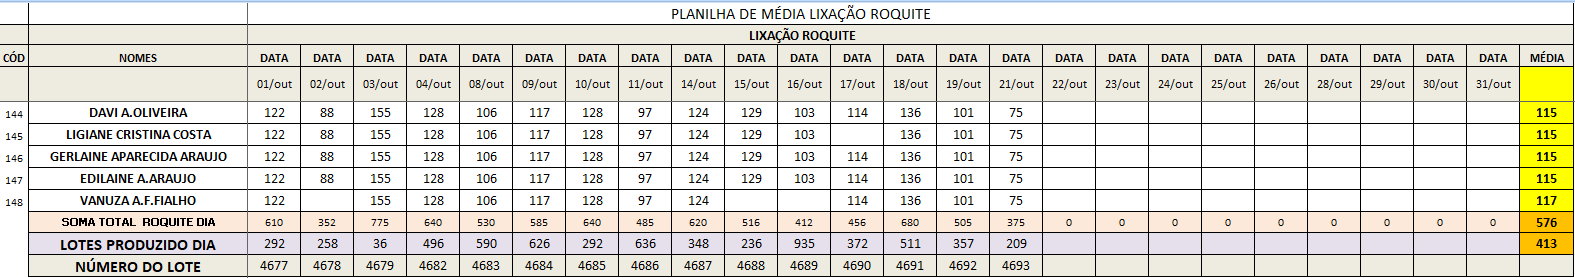 PLANILHA DE MÉDIA LIXAÇÃO ROQUITE
LIXAÇÃO ROQUITE
CÓD NOMES DATA DATA DATA DATA DATA DATA DATA DATA DATA DATA DATA DATA DATA DATA DATA DATA DATA DATA DATA DATA DATA DATA DATA DATA MÉDIA
01/out 02/out 03/out 04/out 08/out 09/out 10/out 11/out 14/out 15/out 16/out 17/out 18/out 19/out 21/out 22/out 23/out 24/out 25/out 26/out 28/out 29/out 30/out 31/out
144 DAVI A.OLIVEIRA 122 88 155 128 106 117 128 97 124 129 103 114 136 101 75 115
145 LIGIANE CRISTINA COSTA 122 88 155 128 106 117 128 97 124 129 103 136 101 75 115
146 GERLAINE APARECIDA ARAUJO 122 88 155 128 106 117 128 97 124 129 103 114 136 101 75 115
147 EDILAINE A.ARAUJO 122 88 155 128 106 117 128 97 124 129 103 114 136 101 75 115
148 VANUZA A.F.FIALHO 122 155 128 106 117 128 97 124 114 136 101 75 117
SOMA TOTAL ROQUITE DIA 610 352 775 640 530 585 640 485 620 516 412 456 680 505 375 0 0 0 0 0 0 0 0 0 576
LOTES PRODUZIDO DIA 292 258 36 496 590 626 292 636 348 236 935 372 511 357 209 413
NÚMERO DO LOTE 4677 4678 4679 4682 4683 4684 4685 4686 4687 4688 4689 4690 4691 4692 4693